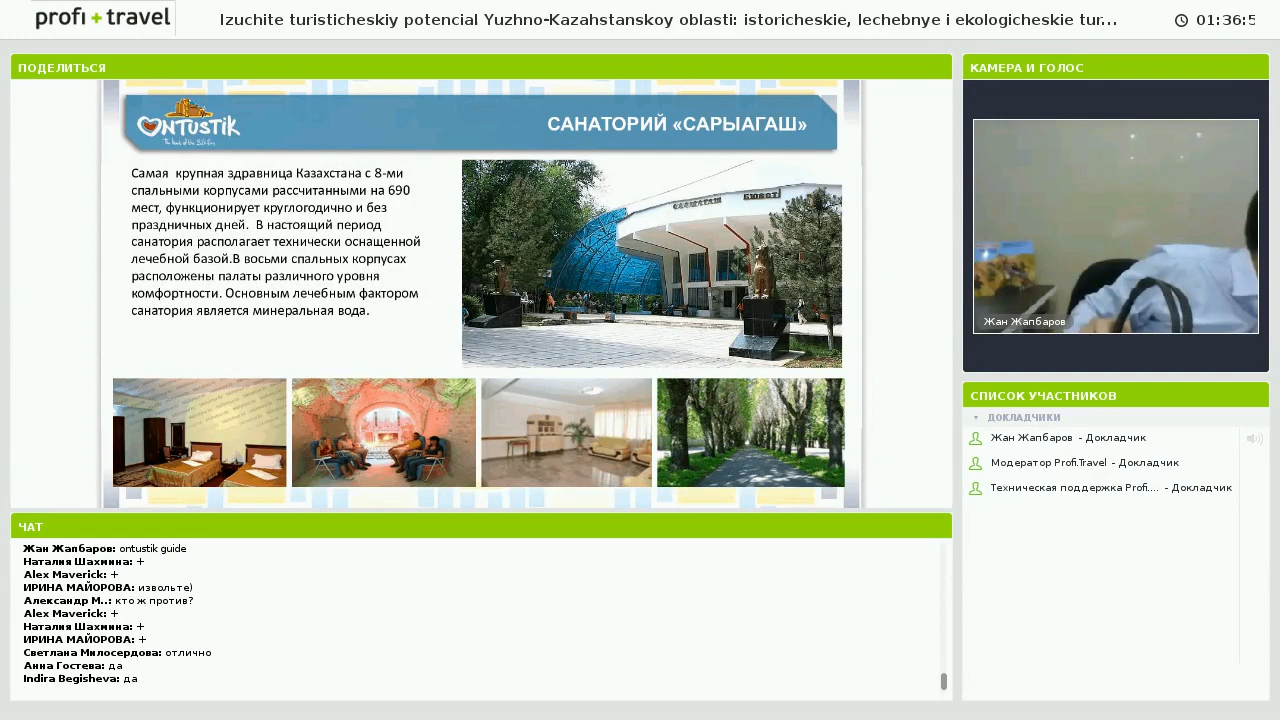 profi + travel
Izuchite turisticheskiy potencial Yuzhno-Kazahstanskoy oblasti: istoricheskie, lechebnye i ekologicheskie tur...
01:36:5
ПОДЕЛИТЬСЯ
ONTUSTIK
САНАТОРИЙ «САРЫАГАШ»
Самая крупная здравница Казахстана с 8-ми
спальными корпусами рассчитанными на 690
мест, функционирует круглогодично и без
праздничных дней. В настоящий период
санатория располагает технически оснащенной
лечебной базой.В восьми спальных корпусах
расположены палаты различного уровня
комфортности. Основным лечебным фактором
санатория является минеральная вода.
ЧАТ
Жан Жапбаров: ontustik guide
Наталия Шахмина: +
Alex Maverick: +
ИРИНА МАЙОРОВА: извольте)
Александр М..: кто ж против?
Alex Maverick: +
Наталия Шахмина: +
ИРИНА МАЙОРОВА: +
Светлана Милосердова: отлично
Анна Гостева: да
Indira Begisheva: да
КАМЕРА И ГОЛОС
Жан Жапбаров
СПИСОК УЧАСТНИКОВ
ДОКЛАДЧИКИ
Жан Жапбаров - Докладчик
Модератор Profi.Travel - Докладчик
Техническая поддержка Profi.... - Докладчик